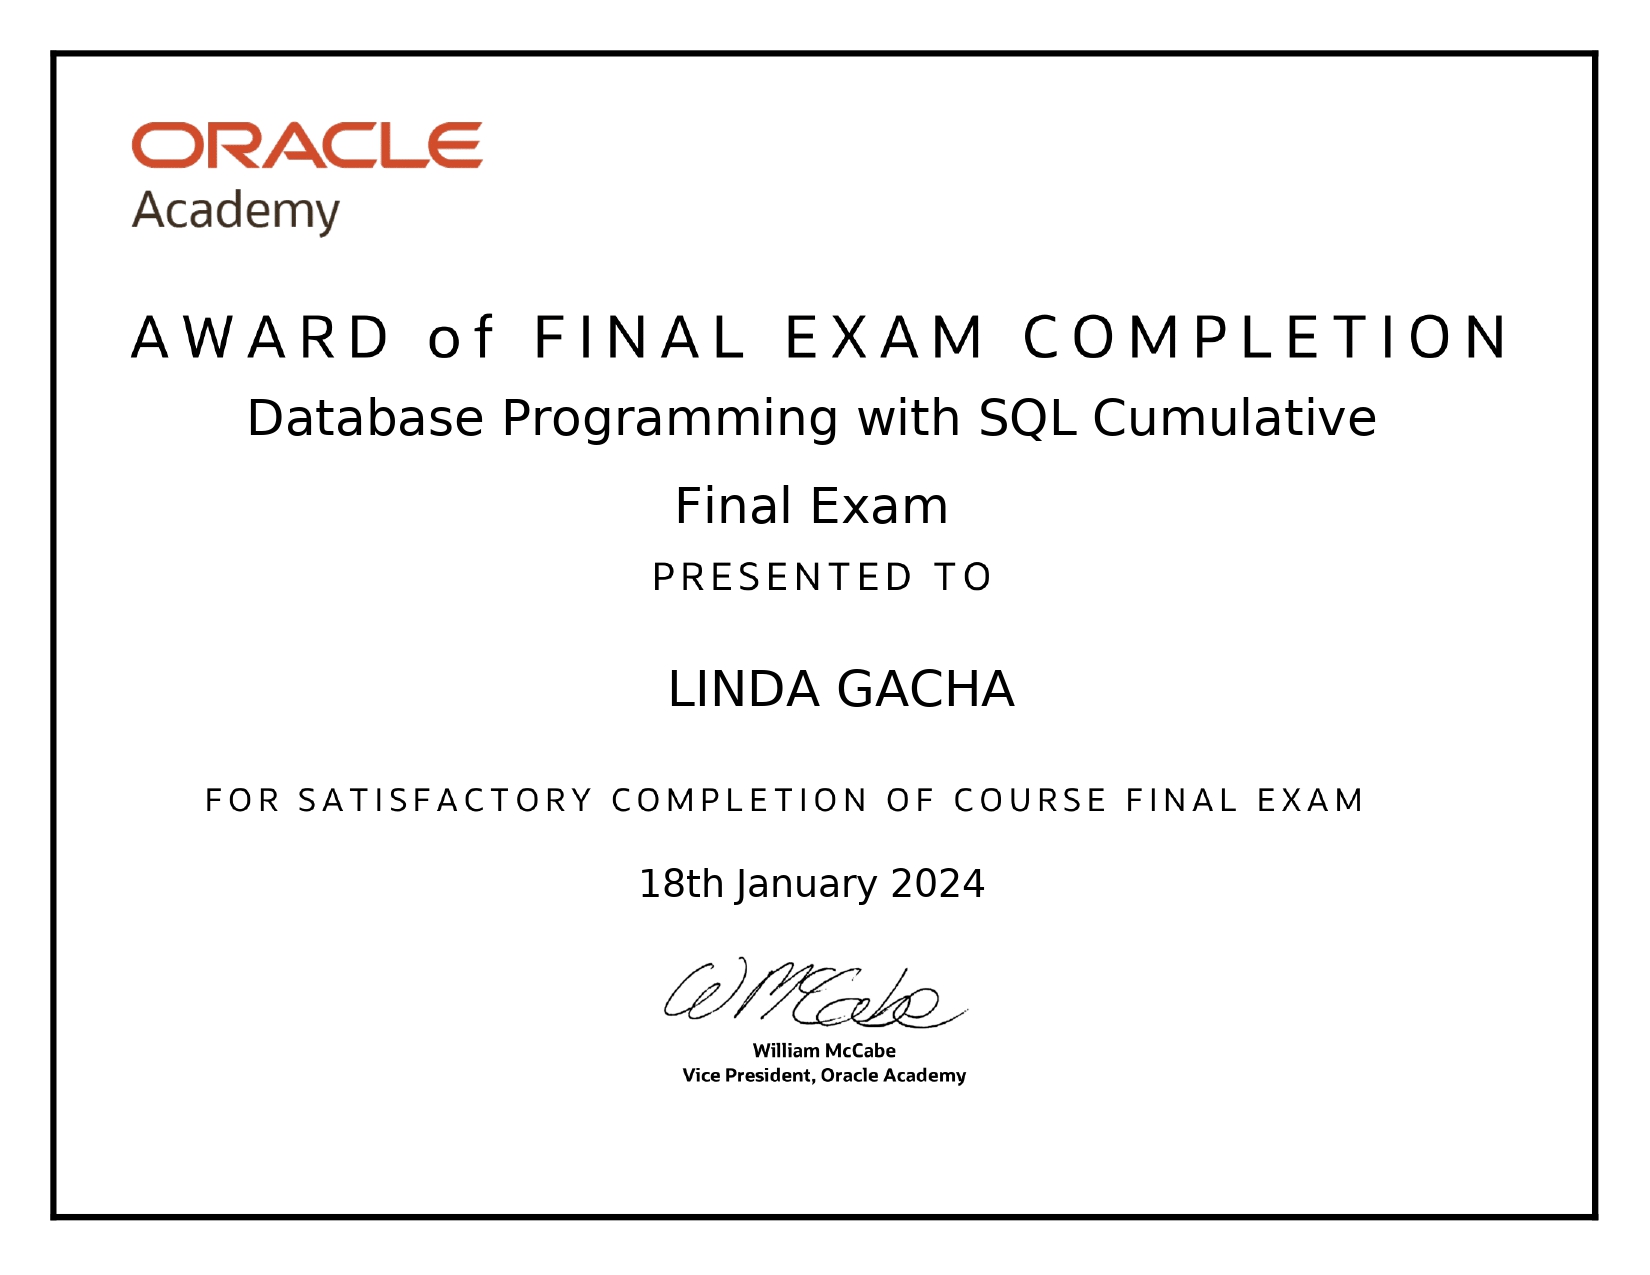 ORACLE
Academy
AWARD of FINAL EXAM COMPLETION
Database Programming with SQL Cumulative
Final Exam
PRESENTED TO
LINDA GACHA
FOR SATISFACTORY COMPLETION OF COURSE FINAL EXAM
18th January 2024
W McCabe
William McCabe
Vice President, Oracle Academy